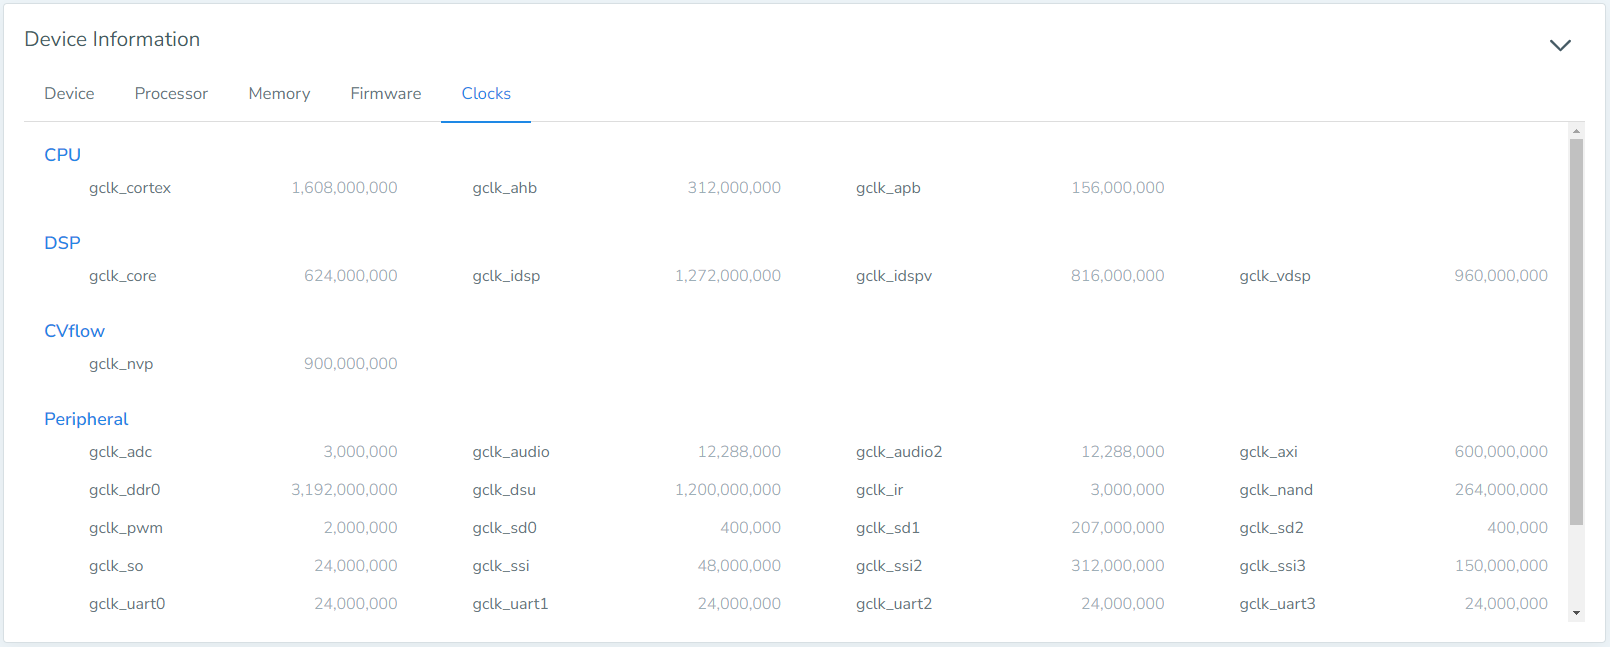 Device Information
Device Processor Memory Firmware Clocks
CPU
gclk_cortex 1,608,000,000 gclk_ahb 312,000,000 gclk_apb 156,000,000
DSP
gclk_core 624,000,000 gclk_idsp 1,272,000,000 gclk_idspv 816,000,000 gclk_vdsp 960,000,000
CVflow
gclk_nvp 900,000,000
Peripheral
gclk_adc 3,000,000 gclk_audio 12,288,000 gclk_audio2 12,288,000 gclk_axi 600,000,000
gclk_ddr0 3,192,000,000 gclk_dsu 1,200,000,000 gclk_ir 3,000,000 gclk_nand 264,000,000
gclk_pwm 2,000,000 gclk_sd0 400,000 gclk_sd1 207,000,000 gclk_sd2 400,000
gclk_so 24,000,000 gclk_ssi 48,000,000 gclk_ssi2 312,000,000 gclk_ssi3 150,000,000
gclk_uart0 24,000,000 gclk_uart1 24,000,000 gclk_uart2 24,000,000 gclk_uart3 24,000,000